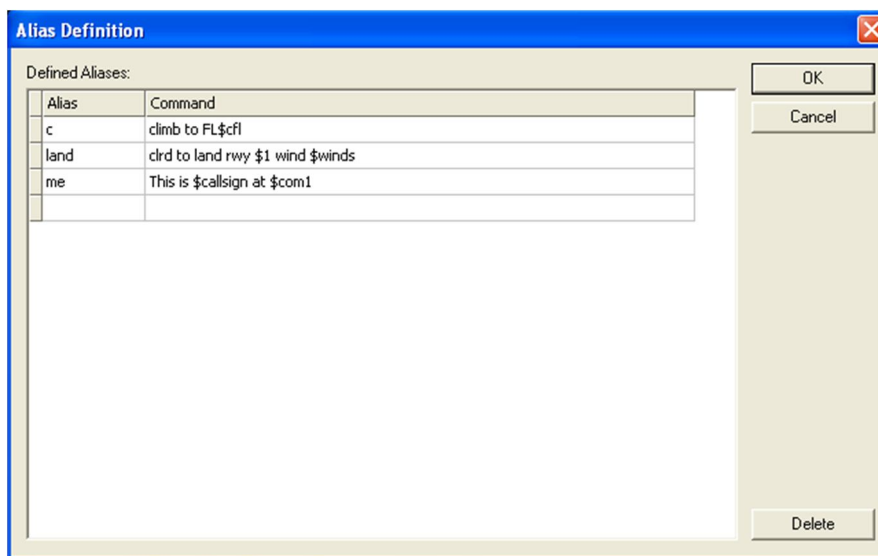 Alias Definition
Defined Aliases:
Alias Command
c climb to FL$cfl
land clrd to land rwy $1 wind $winds
me This is $callsign at $com1
OK
Cancel
Delete